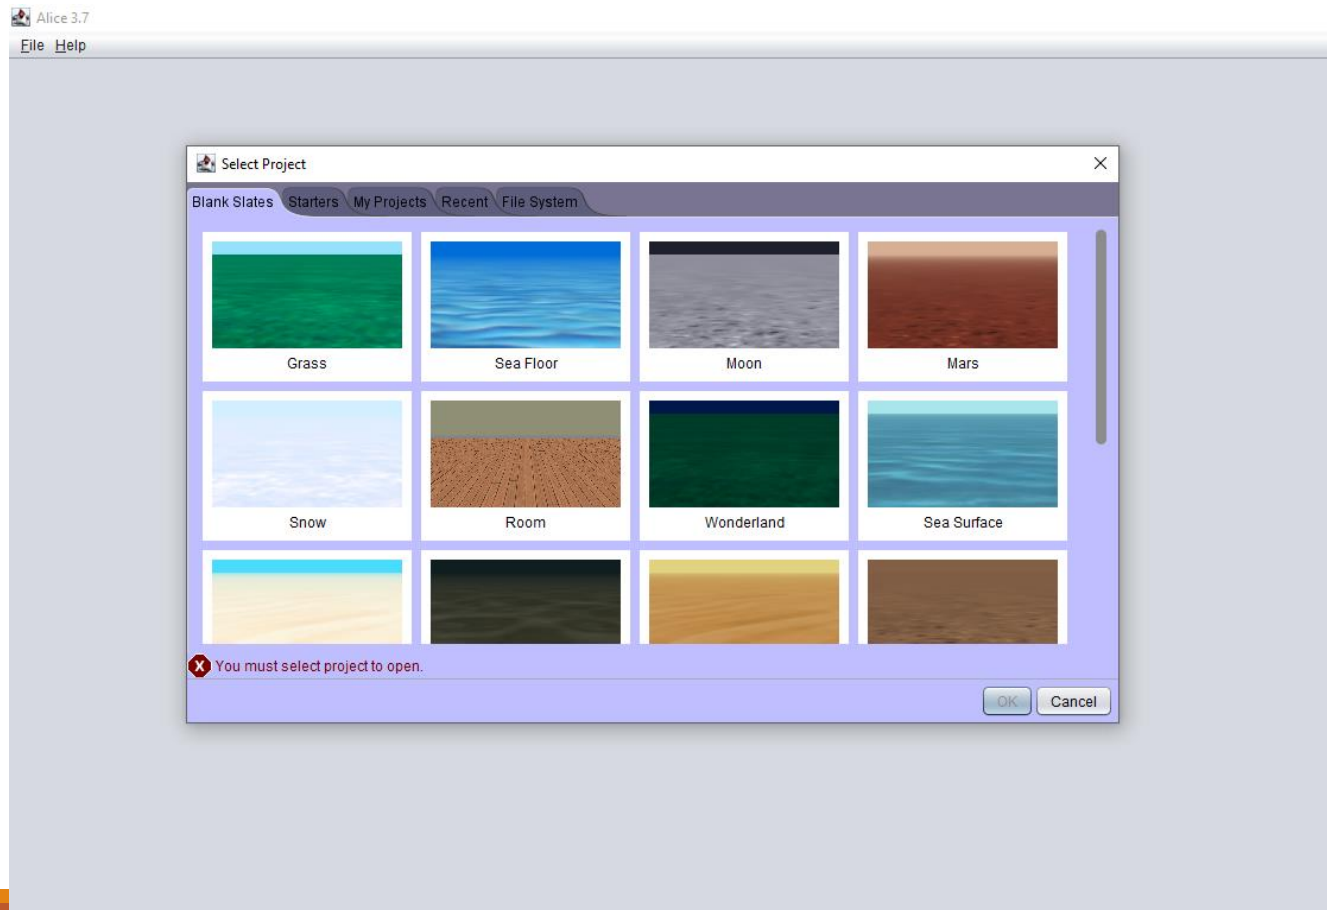 Alice 3.7
File Help
Select Project
Blank Slates Starters My Projects Recent File System
Grass Sea Floor Moon Mars
Snow Room Wonderland Sea Surface
X You must select project to open.
OK Cancel